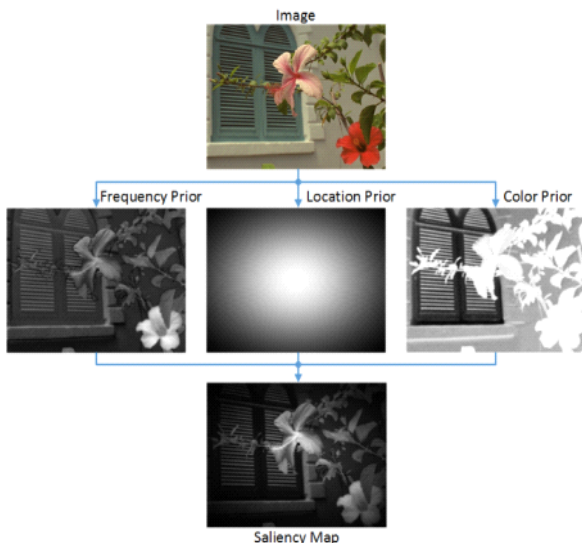 Image
Frequency Prior
Location Prior
Color Prior
Saliency Map